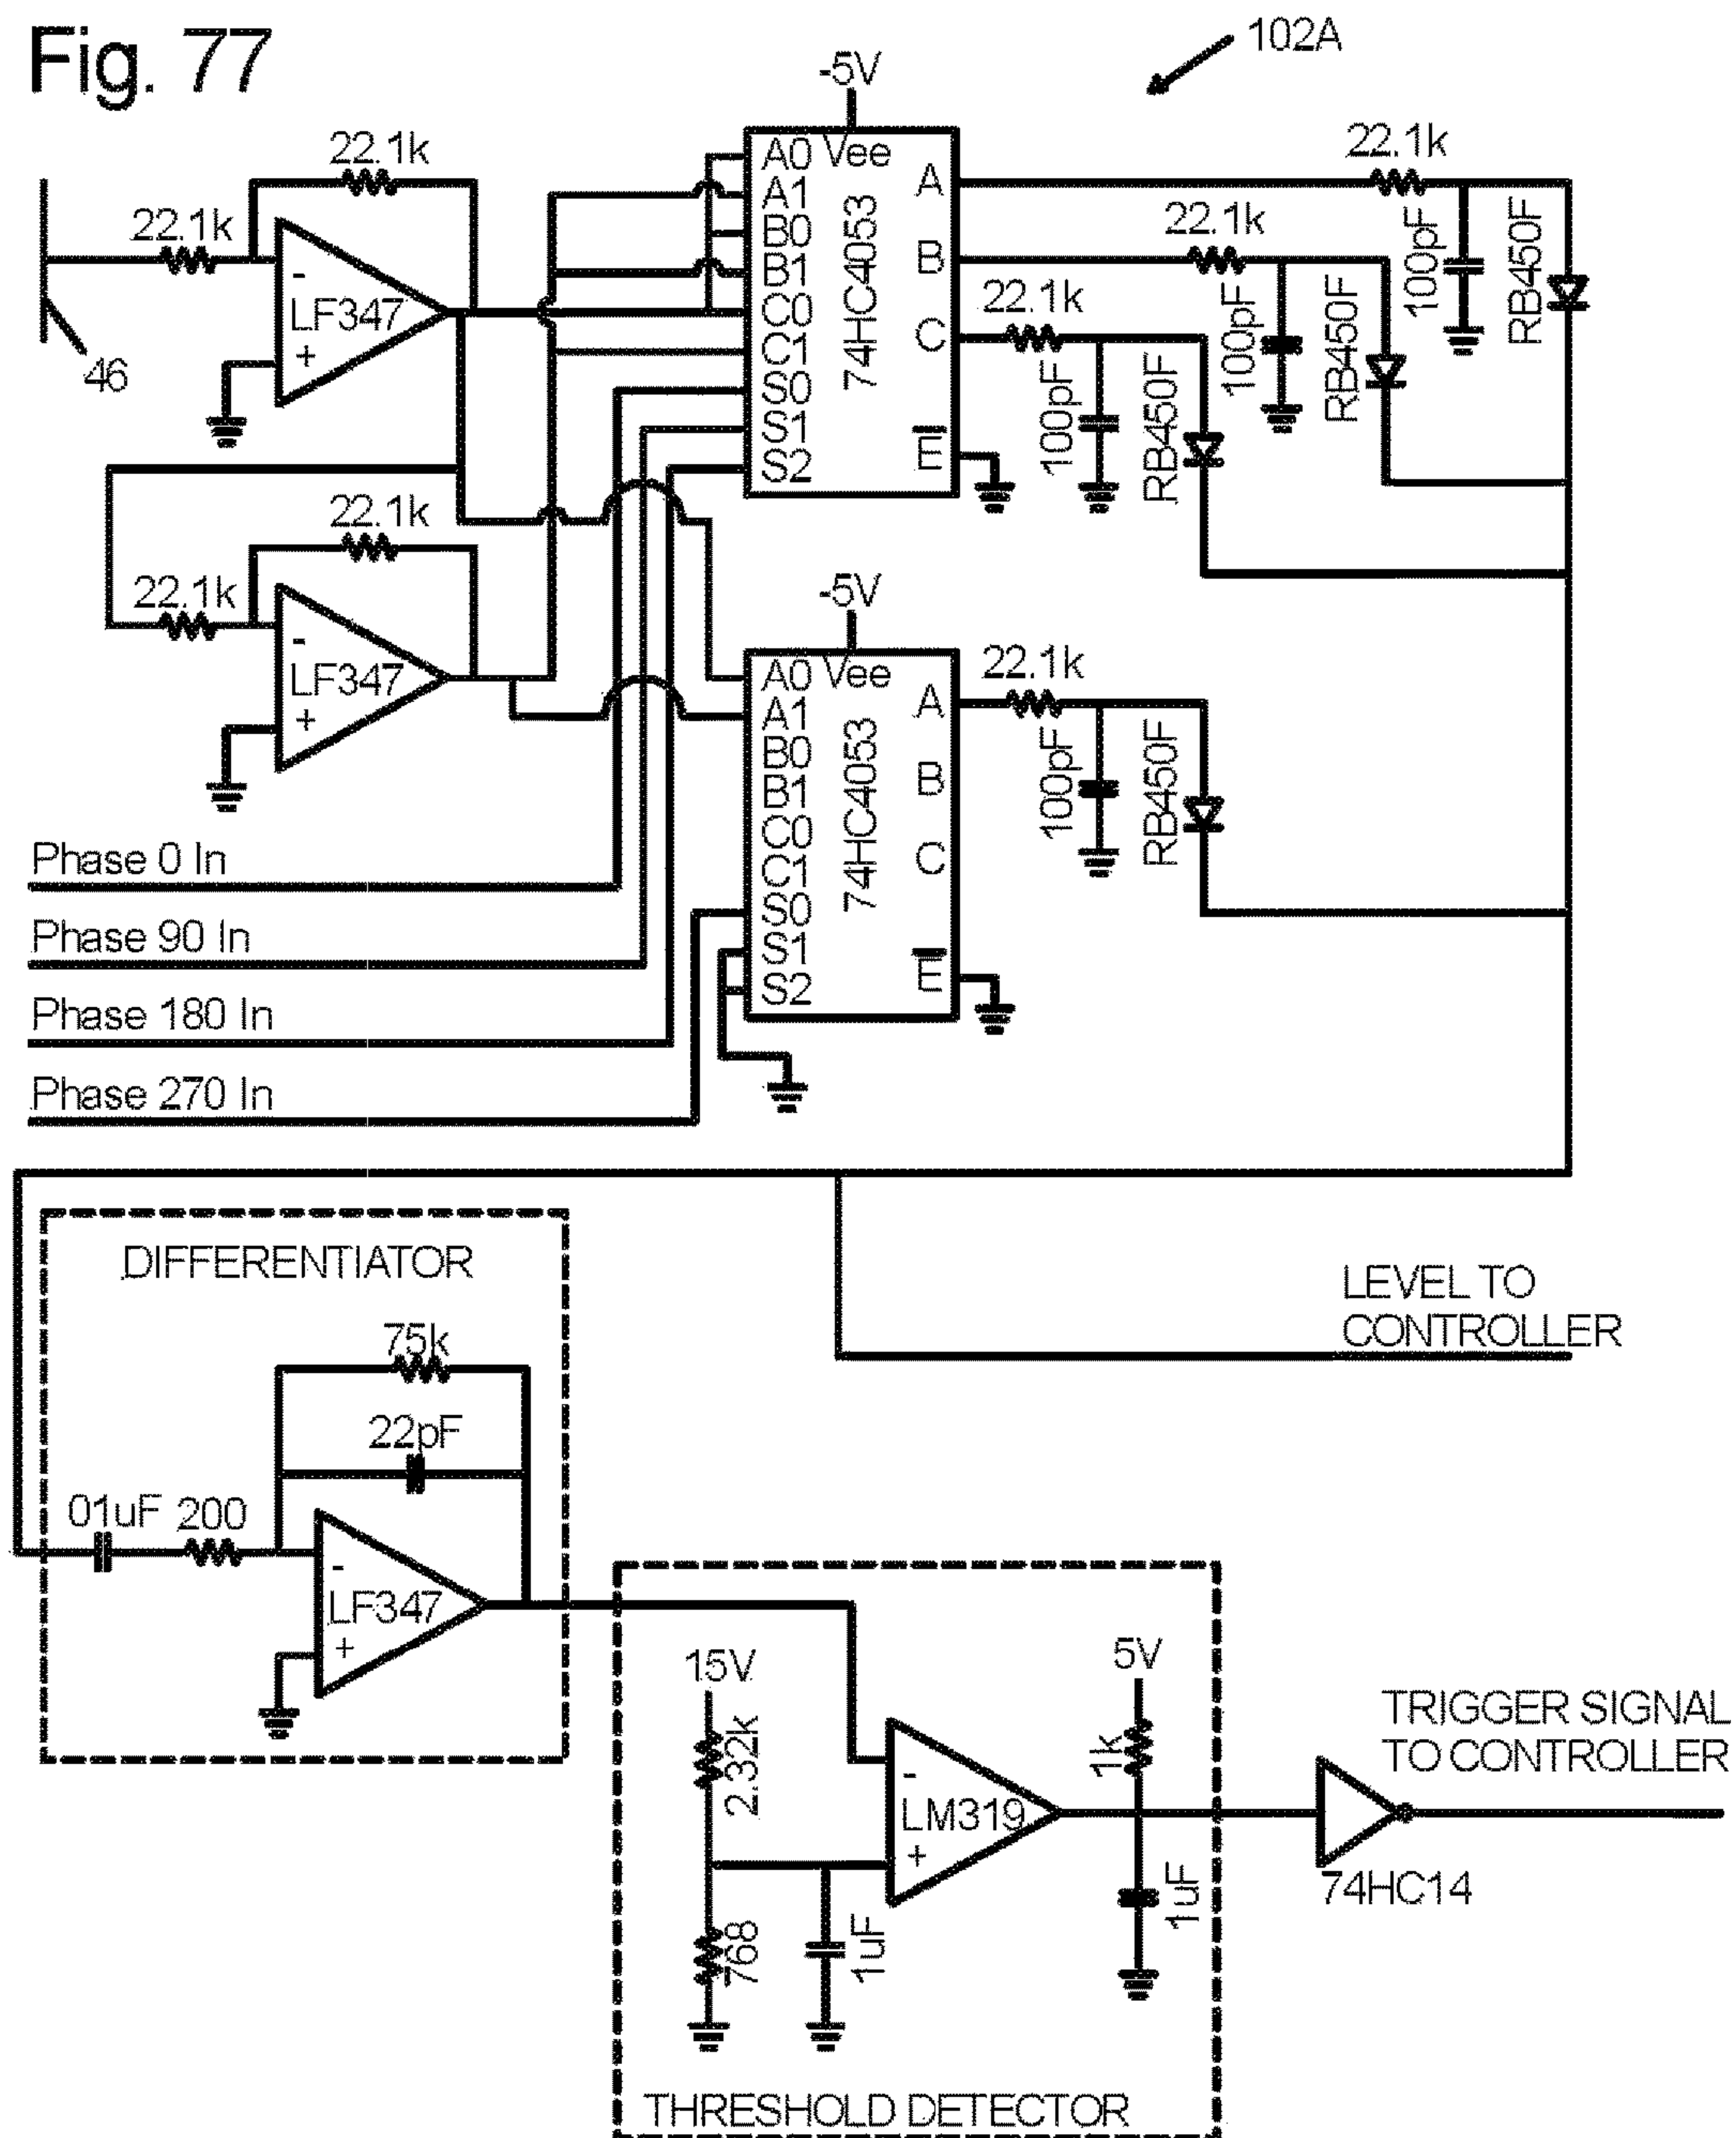 Fig. 77
102A
-5V
22.1k
22.1k
-
LF347
+
46
A0 Vee
A1
B0
B1
C0
C1
S0
S1
S2
74HC4053
A
B
C
E
22.1k
100pF
RB450F
22.1k
100pF
RB450F
22.1k
100pF
RB450F
22.1k
22.1k
-
LF347
+
-5V
A0 Vee
A1
B0
B1
C0
C1
S0
S1
S2
74HC4053
A
B
C
E
22.1k
100pF
RB450F
Phase 0 In
Phase 90 In
Phase 180 In
Phase 270 In
DIFFERENTIATOR
75k
22pF
01uF 200
-
LF347
+
LEVEL TO
CONTROLLER
15V
2.32k
768
1uF
-
LM319
+
5V
1k
1uF
THRESHOLD DETECTOR
74HC14
TRIGGER SIGNAL
TO CONTROLLER